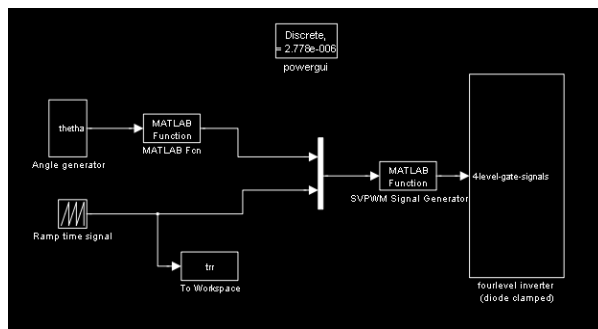 Discrete,
= 2.778e-006
powergui
thetha
Angle generator
MATLAB
Function
MATLAB Fcn
Ramp time signal
trr
To Workspace
MATLAB
Function
SVPWM Signal Generator
4level-gate-signals
fourlevel inverter
(diode clamped)